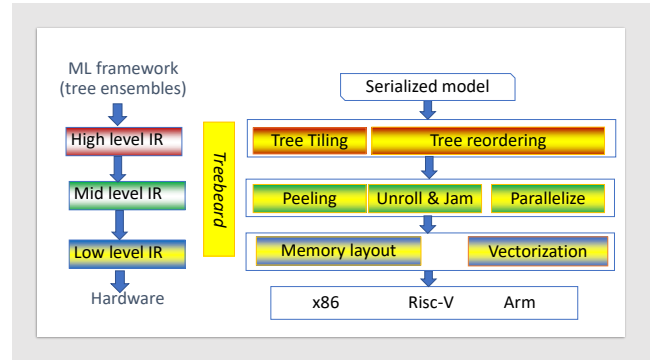 ML framework
(tree ensembles)
High level IR
Mid level IR
Low level IR
Hardware
Treebeard
Serialized model
Tree Tiling
Tree reordering
Peeling
Unroll & Jam
Parallelize
Memory layout
Vectorization
x86
Risc-V
Arm